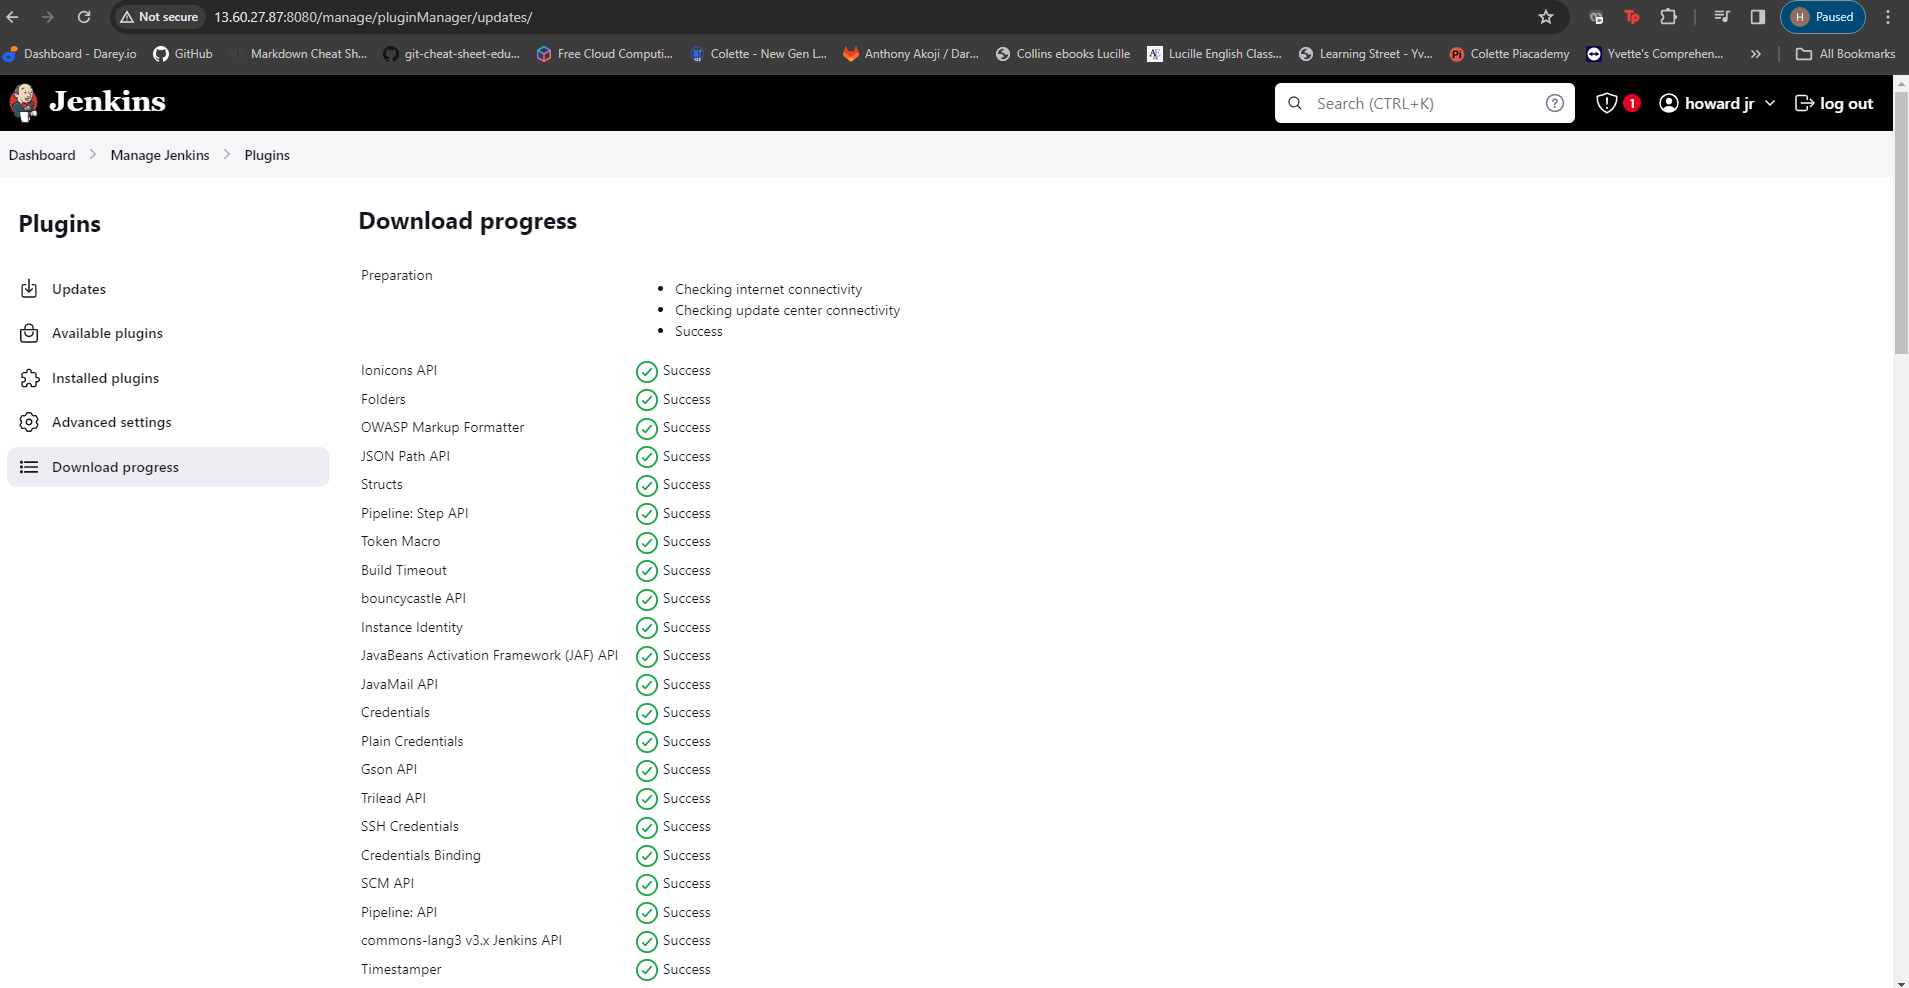 Not secure 13.60.27.87:8080/manage/pluginManager/updates/ Tp H Paused
Dashboard - Darey.io GitHub Markdown Cheat Sh... git-cheat-sheet-edu... Free Cloud Computi... Colette - New Gen L... Anthony Akoji / Dar... Collins ebooks Lucille Lucille English Class... Learning Street - Yv... Colette Piacademy Yvette's Comprehen... » All Bookmarks
Jenkins Search (CTRL+K) ? 1 howard jr log out
Dashboard > Manage Jenkins > Plugins
Plugins
Updates
Available plugins
Installed plugins
Advanced settings
Download progress
Download progress
Preparation
• Checking internet connectivity
• Checking update center connectivity
• Success
Ionicons API Success
Folders Success
OWASP Markup Formatter Success
JSON Path API Success
Structs Success
Pipeline: Step API Success
Token Macro Success
Build Timeout Success
bouncycastle API Success
Instance Identity Success
JavaBeans Activation Framework (JAF) API Success
JavaMail API Success
Credentials Success
Plain Credentials Success
Gson API Success
Trilead API Success
SSH Credentials Success
Credentials Binding Success
SCM API Success
Pipeline: API Success
commons-lang3 v3.x Jenkins API Success
Timestamper Success